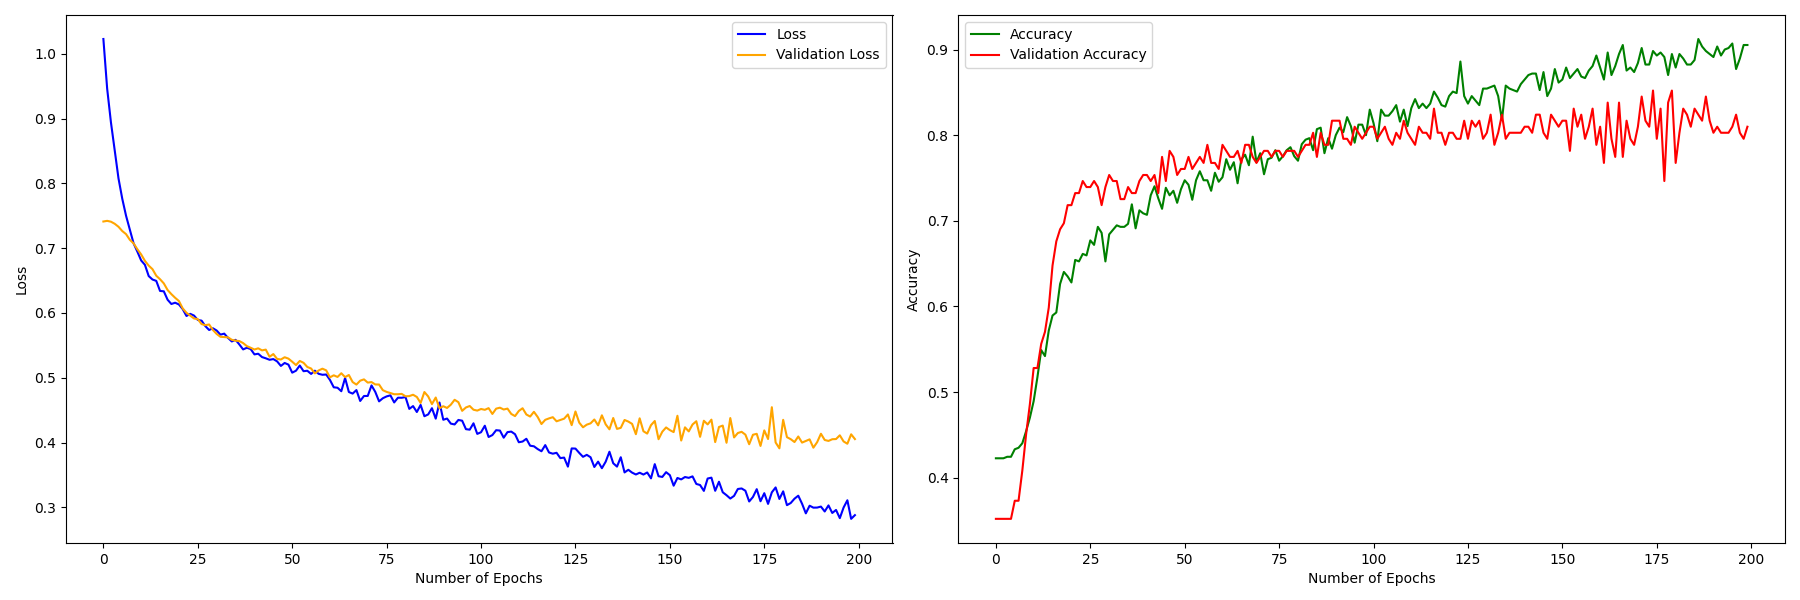 Loss
Validation Loss
1.0
0.9
0.8
0.7
0.6
0.5
0.4
0.3
Loss
0 25 50 75 100 125 150 175 200
Number of Epochs
Accuracy
Validation Accuracy
0.9
0.8
0.7
0.6
0.5
0.4
Accuracy
0 25 50 75 100 125 150 175 200
Number of Epochs